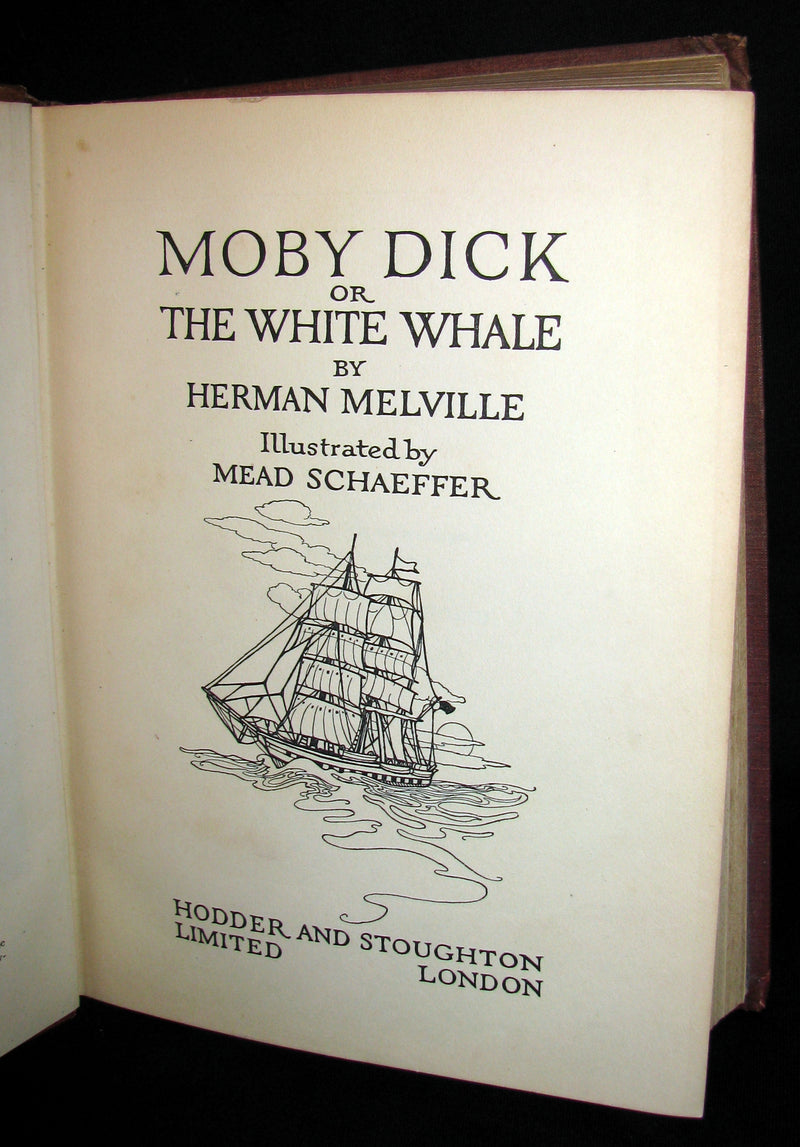 MOBY DICK
OR
THE WHITE WHALE
BY
HERMAN MELVILLE
Illustrated by
MEAD SCHAEFFER
HODDER AND STOUGHTON
LIMITED
LONDON